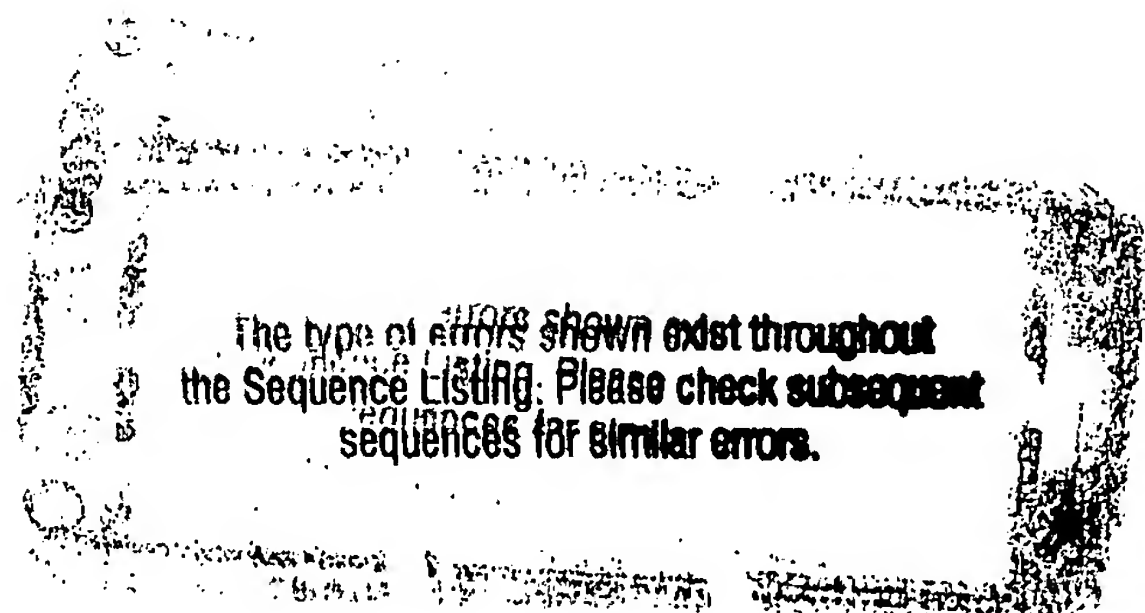 The type of errors shown exist throughout
the Sequence Listing. Please check subsequent
sequences for similar errors.